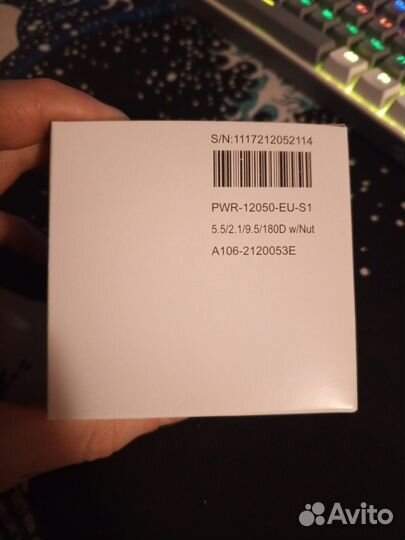 S/N:1117212052114
PWR-12050-EU-S1
5.5/2.1/9.5/180D w/Nut
A106-2120053E
Avito